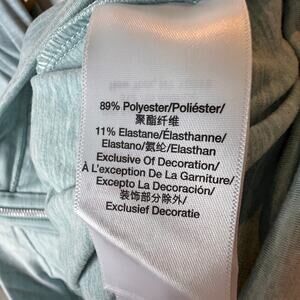 89% Polyester/Poliéster/
聚酯纤维
11% Elastane/Élasthanne/
Elastano/氨纶/Elasthan
Exclusive Of Decoration/
À L'exception De La Garniture/
Excepto La Decoración/
装饰部分除外/
Exclusief Decoratie